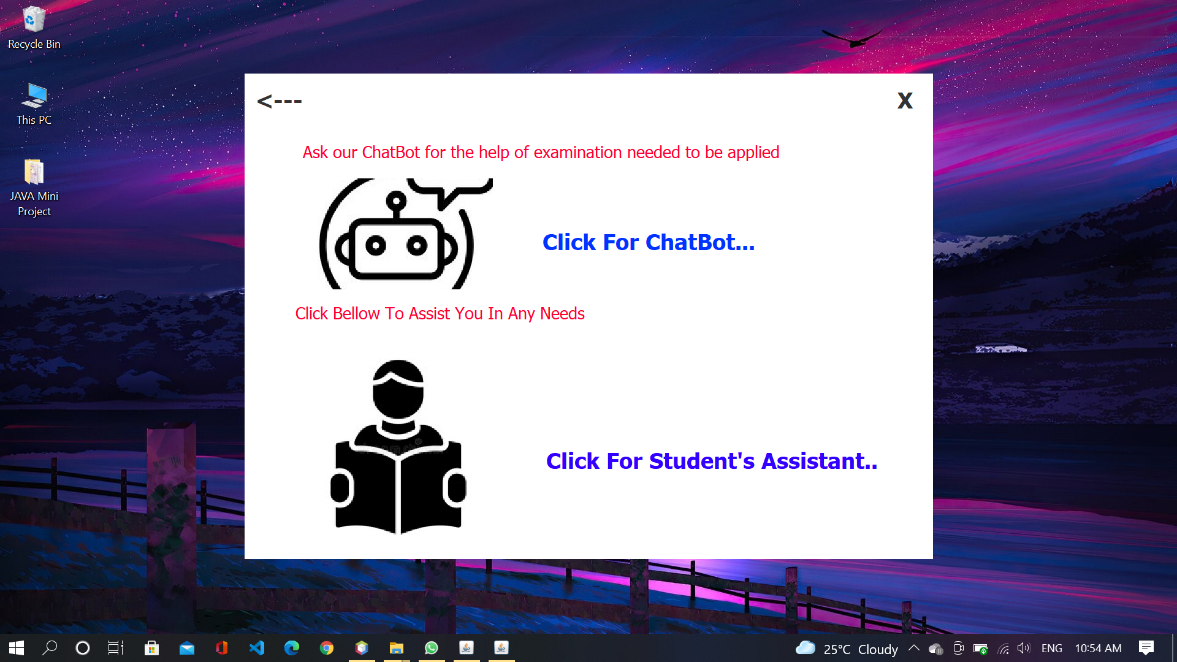 Recycle Bin
This PC
JAVA Mini
Project
<---
X
Ask our ChatBot for the help of examination needed to be applied
Click For ChatBot...
Click Bellow To Assist You In Any Needs
Click For Student's Assistant..
25°C Cloudy
ENG
10:54 AM